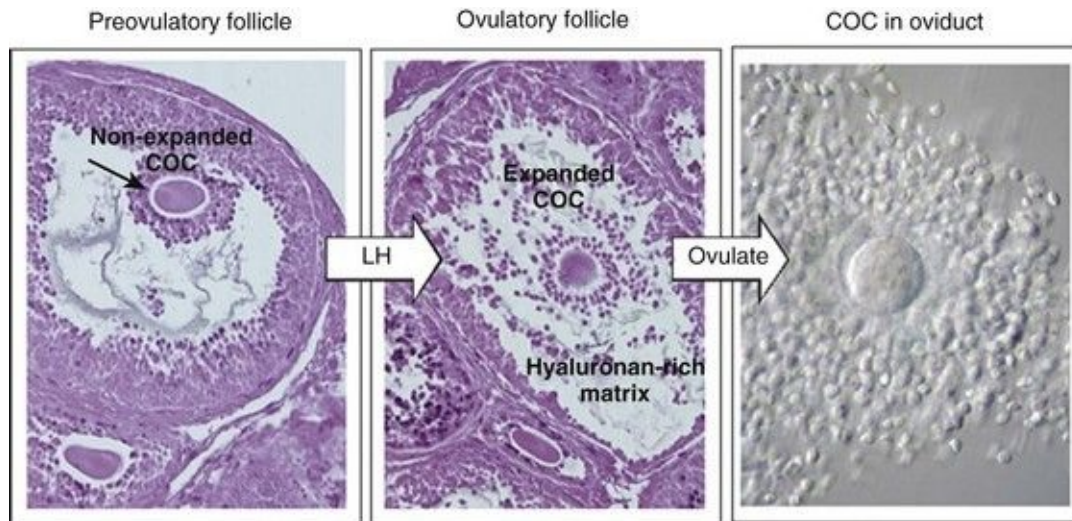 Preovulatory follicle
Ovulatory follicle
COC in oviduct
Non-expanded
COC
LH
Expanded
COC
Hyaluronan-rich
matrix
Ovulate